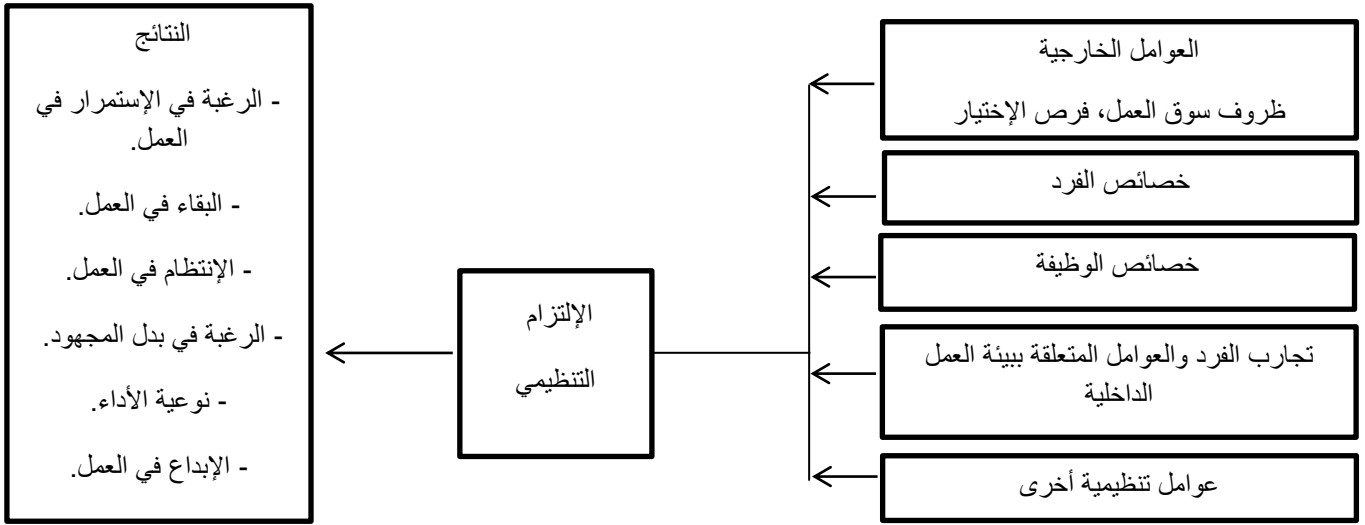 العوامل الخارجية
ظروف سوق العمل، فرص الإختيار
خصائص الفرد
خصائص الوظيفة
تجارب الفرد والعوامل المتعلقة ببيئة العمل
الداخلية
عوامل تنظيمية أخرى
الإلتزام
التنظيمي
النتائج
- الرغبة في الإستمرار في
العمل.
- البقاء في العمل.
- الإنتظام في العمل.
- الرغبة في بدل المجهود.
- نوعية الأداء.
- الإبداع في العمل.